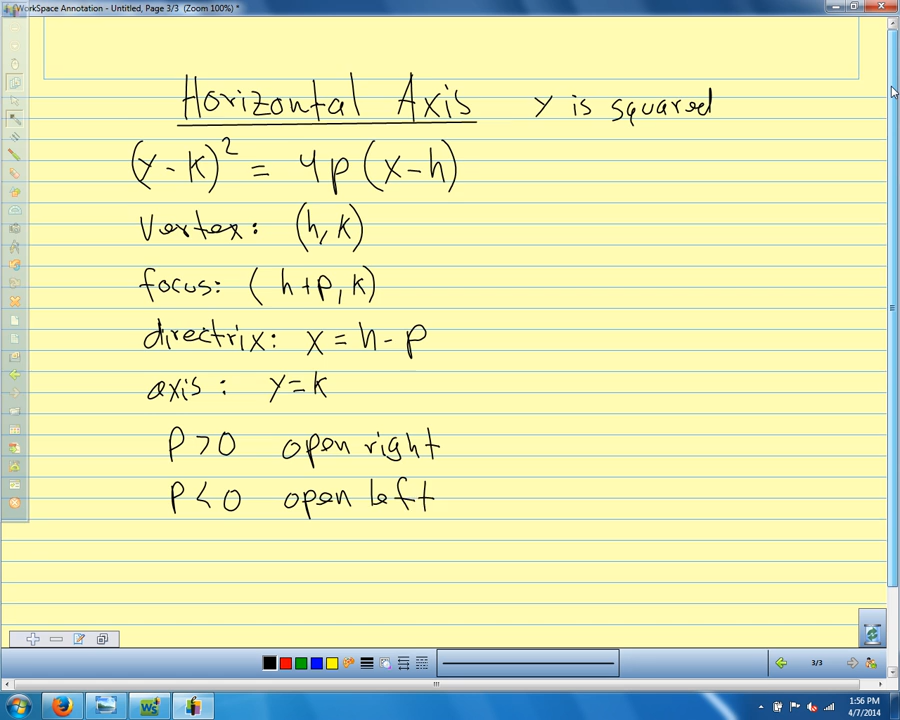 WorkSpace Annotation - Untitled, Page 3/3 (Zoom 100%) *
Horizontal Axis y is squared
(y-k)² = 4p(x-h)
Vertex: (h, k)
focus: (h+p, k)
directrix: x = h-p
axis: y=k
P>0 open right
P<0 open left
3/3
1:56 PM
4/7/2014